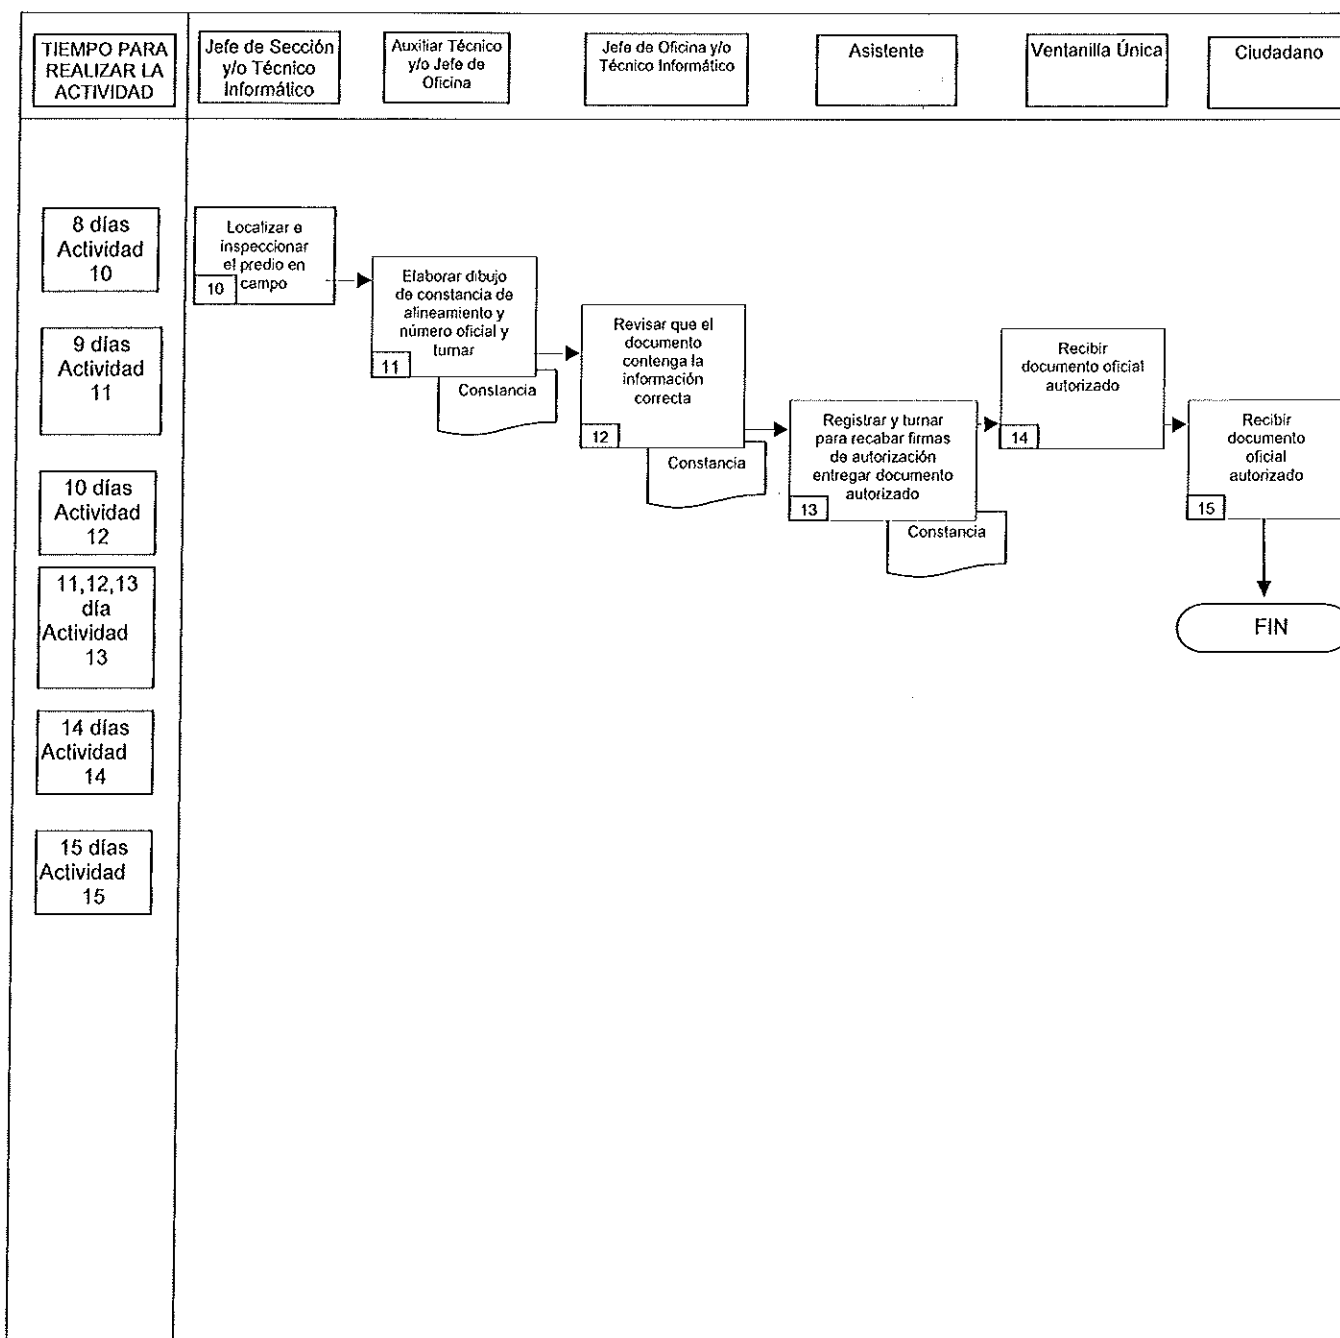 TIEMPO PARA
REALIZAR LA
ACTIVIDAD
Jefe de Sección
y/o Técnico
Informático
Auxiliar Técnico
y/o Jefe de
Oficina
Jefe de Oficina y/o
Técnico Informático
Asistente
Ventanilla Única
Ciudadano
8 días
Actividad
10
Localizar e
inspeccionar
el predio en
campo
10
Elaborar dibujo
de constancia de
alineamiento y
número oficial y
turnar
11
Constancia
Revisar que el
documento
contenga la
información
correcta
12
Constancia
Registrar y turnar
para recabar firmas
de autorización
entregar documento
autorizado
13
Constancia
Recibir
documento oficial
autorizado
14
Recibir
documento
oficial
autorizado
15
FIN
9 días
Actividad
11
10 días
Actividad
12
11,12,13
día
Actividad
13
14 días
Actividad
14
15 días
Actividad
15